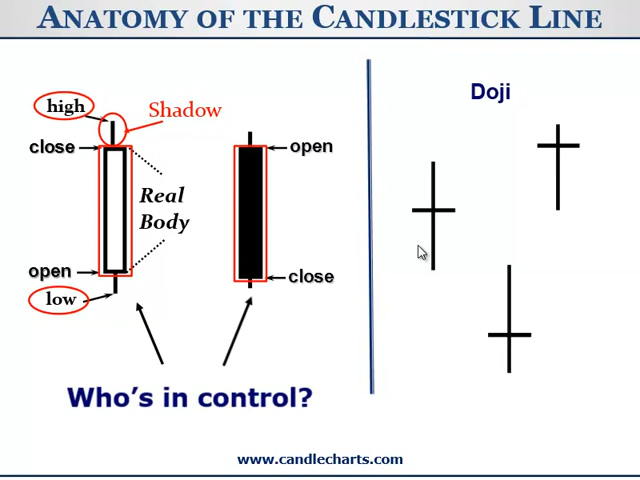 ANATOMY OF THE CANDLESTICK LINE
high
Shadow
close
Real
Body
open
low
open
close
Doji
Who's in control?
www.candlecharts.com